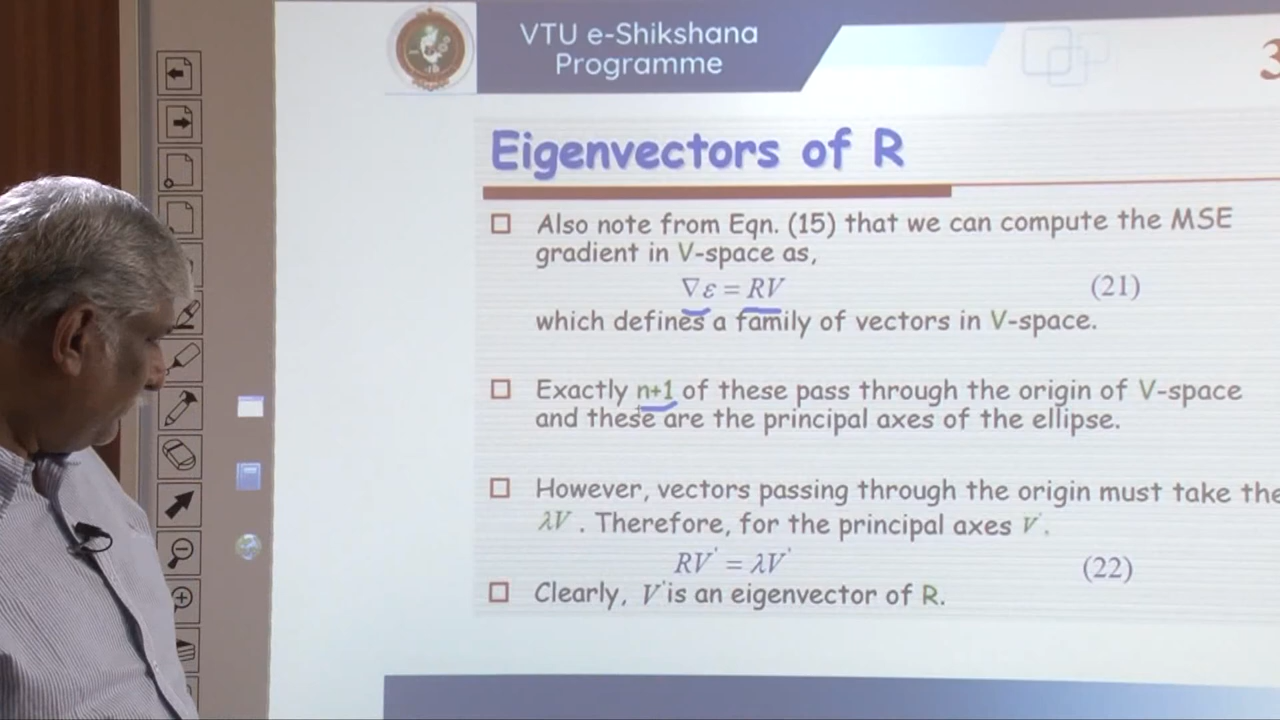 VTU e-Shikshana
Programme
3
Eigenvectors of R
Also note from Eqn. (15) that we can compute the MSE
gradient in V-space as,
∇ε = RV (21)
which defines a family of vectors in V-space.
Exactly n+1 of these pass through the origin of V-space
and these are the principal axes of the ellipse.
However, vectors passing through the origin must take the
λV . Therefore, for the principal axes V'.
RV' = λV' (22)
Clearly, V' is an eigenvector of R.